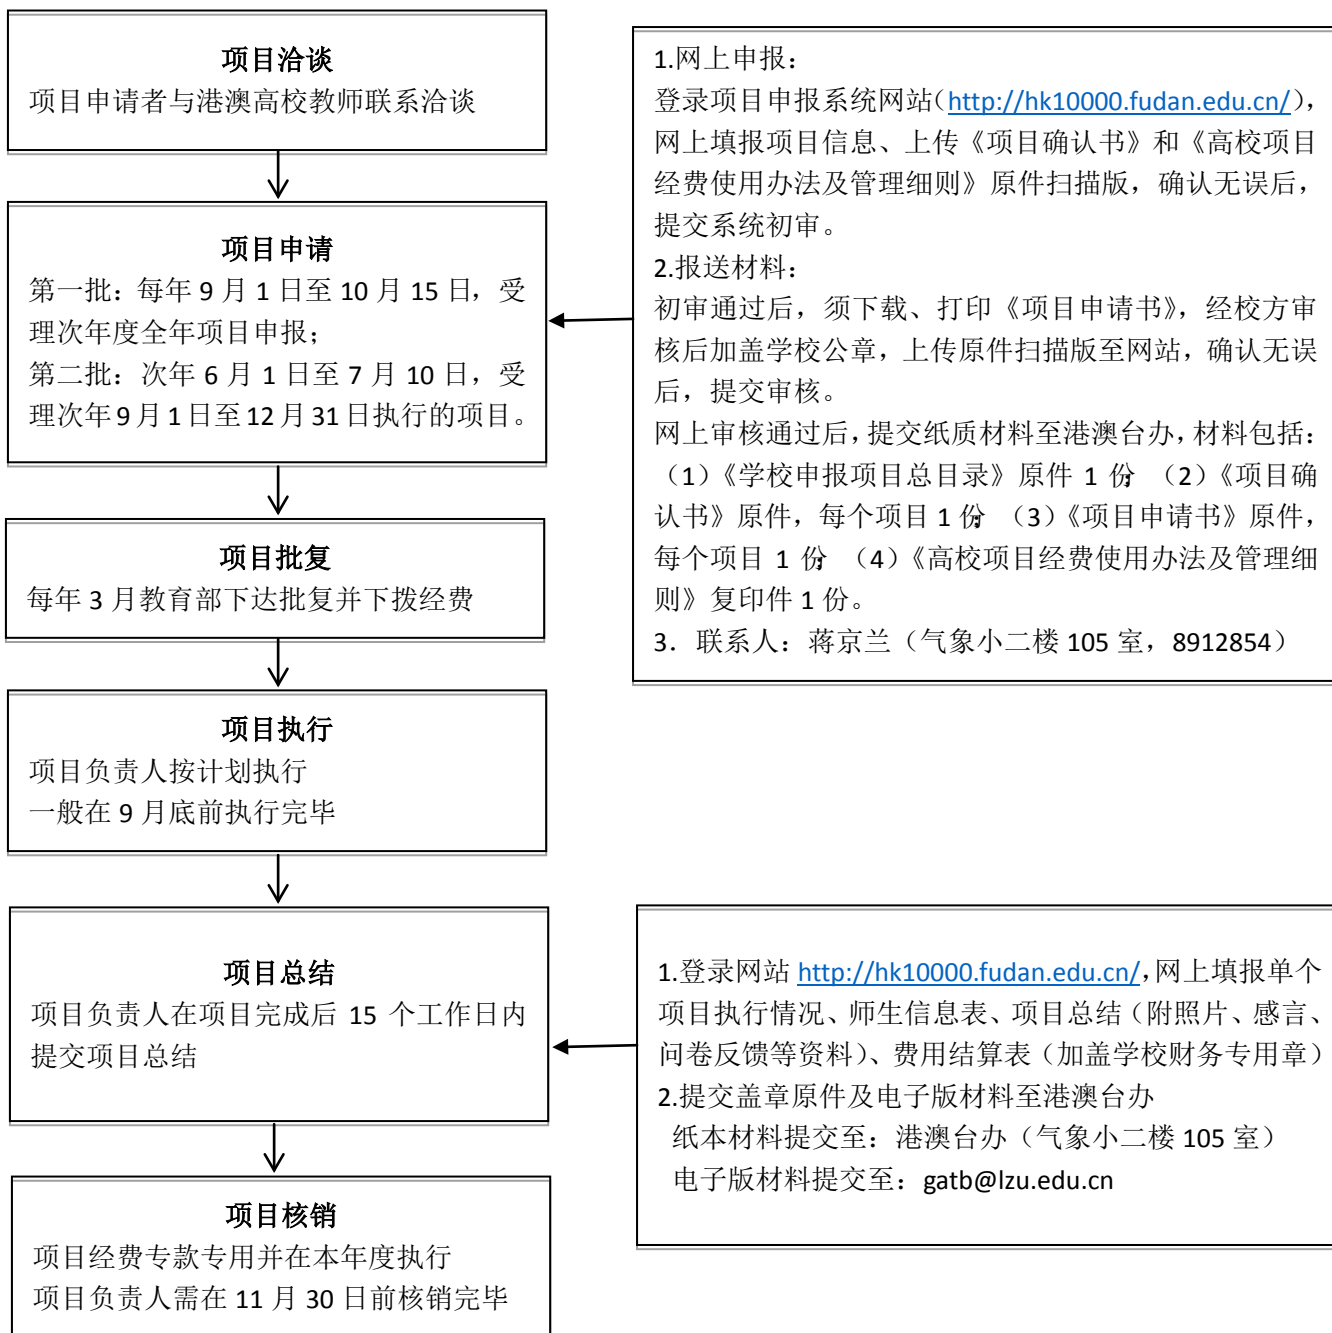 项目洽谈
项目申请者与港澳高校教师联系洽谈
项目申请
第一批：每年 9 月 1 日至 10 月 15 日，受
理次年度全年项目申报；
第二批：次年 6 月 1 日至 7 月 10 日，受
理次年 9 月 1 日至 12 月 31 日执行的项目。
1.网上申报：
登录项目申报系统网站（http://hk10000.fudan.edu.cn/），
网上填报项目信息、上传《项目确认书》和《高校项目
经费使用办法及管理细则》原件扫描版，确认无误后，
提交系统初审。
2.报送材料：
初审通过后，须下载、打印《项目申请书》，经校方审
核后加盖学校公章，上传原件扫描版至网站，确认无误
后，提交审核。
网上审核通过后，提交纸质材料至港澳台办，材料包括：
（1）《学校申报项目总目录》原件 1 份；（2）《项目确
认书》原件，每个项目 1 份；（3）《项目申请书》原件，
每个项目 1 份；（4）《高校项目经费使用办法及管理细
则》复印件 1 份。
3．联系人：蒋京兰（气象小二楼 105 室，8912854）
项目批复
每年 3 月教育部下达批复并下拨经费
项目执行
项目负责人按计划执行
一般在 9 月底前执行完毕
项目总结
项目负责人在项目完成后 15 个工作日内
提交项目总结
1.登录网站 http://hk10000.fudan.edu.cn/，网上填报单个
项目执行情况、师生信息表、项目总结（附照片、感言、
问卷反馈等资料）、费用结算表（加盖学校财务专用章）
2.提交盖章原件及电子版材料至港澳台办
纸本材料提交至：港澳台办（气象小二楼 105 室）
电子版材料提交至：gatb@lzu.edu.cn
项目核销
项目经费专款专用并在本年度执行
项目负责人需在 11 月 30 日前核销完毕